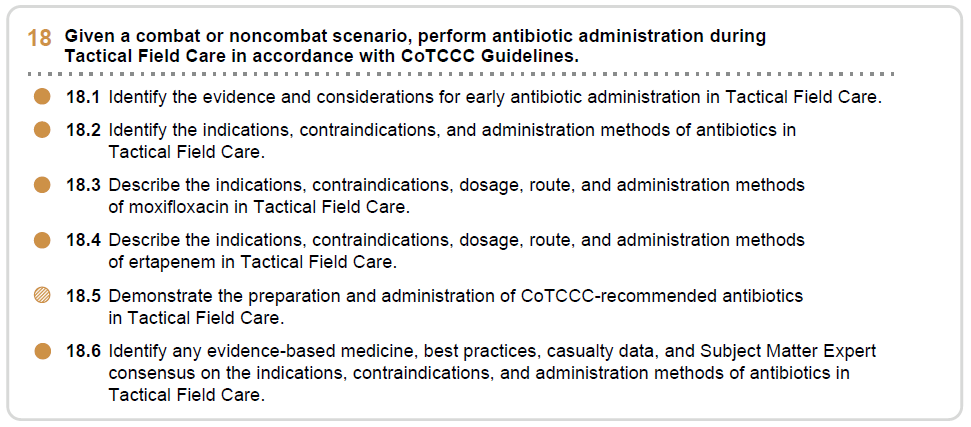 18 Given a combat or noncombat scenario, perform antibiotic administration during
Tactical Field Care in accordance with CoTCCC Guidelines.
18.1 Identify the evidence and considerations for early antibiotic administration in Tactical Field Care.
18.2 Identify the indications, contraindications, and administration methods of antibiotics in
Tactical Field Care.
18.3 Describe the indications, contraindications, dosage, route, and administration methods
of moxifloxacin in Tactical Field Care.
18.4 Describe the indications, contraindications, dosage, route, and administration methods
of ertapenem in Tactical Field Care.
18.5 Demonstrate the preparation and administration of CoTCCC-recommended antibiotics
in Tactical Field Care.
18.6 Identify any evidence-based medicine, best practices, casualty data, and Subject Matter Expert
consensus on the indications, contraindications, and administration methods of antibiotics in
Tactical Field Care.